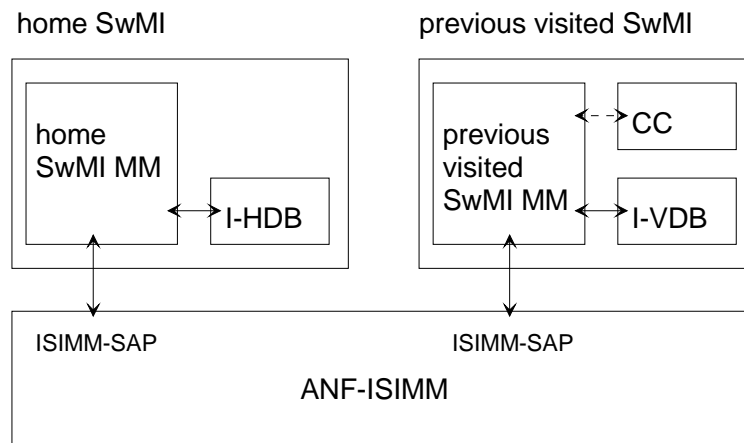 home SwMI
previous visited SwMI
home
SwMI MM
I-HDB
previous
visited
SwMI MM
CC
I-VDB
ISIMM-SAP
ISIMM-SAP
ANF-ISIMM